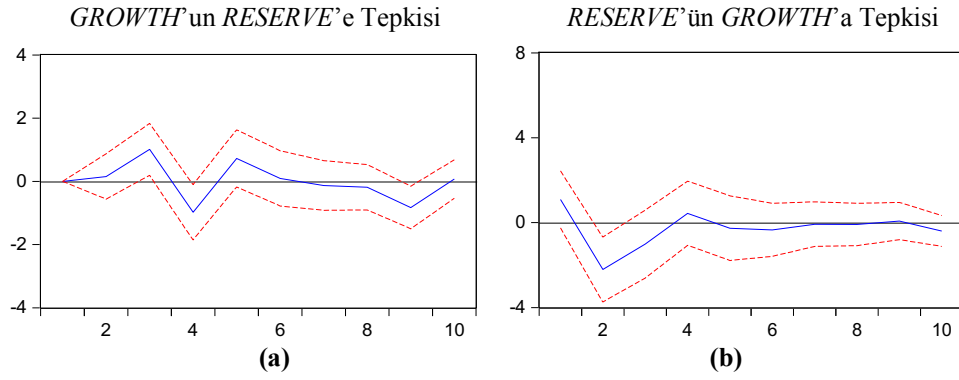 GROWTH'un RESERVE'e Tepkisi
4
2
0
-2
-4
2 4 6 8 10
(a)
RESERVE'ün GROWTH'a Tepkisi
8
4
0
-4
2 4 6 8 10
(b)